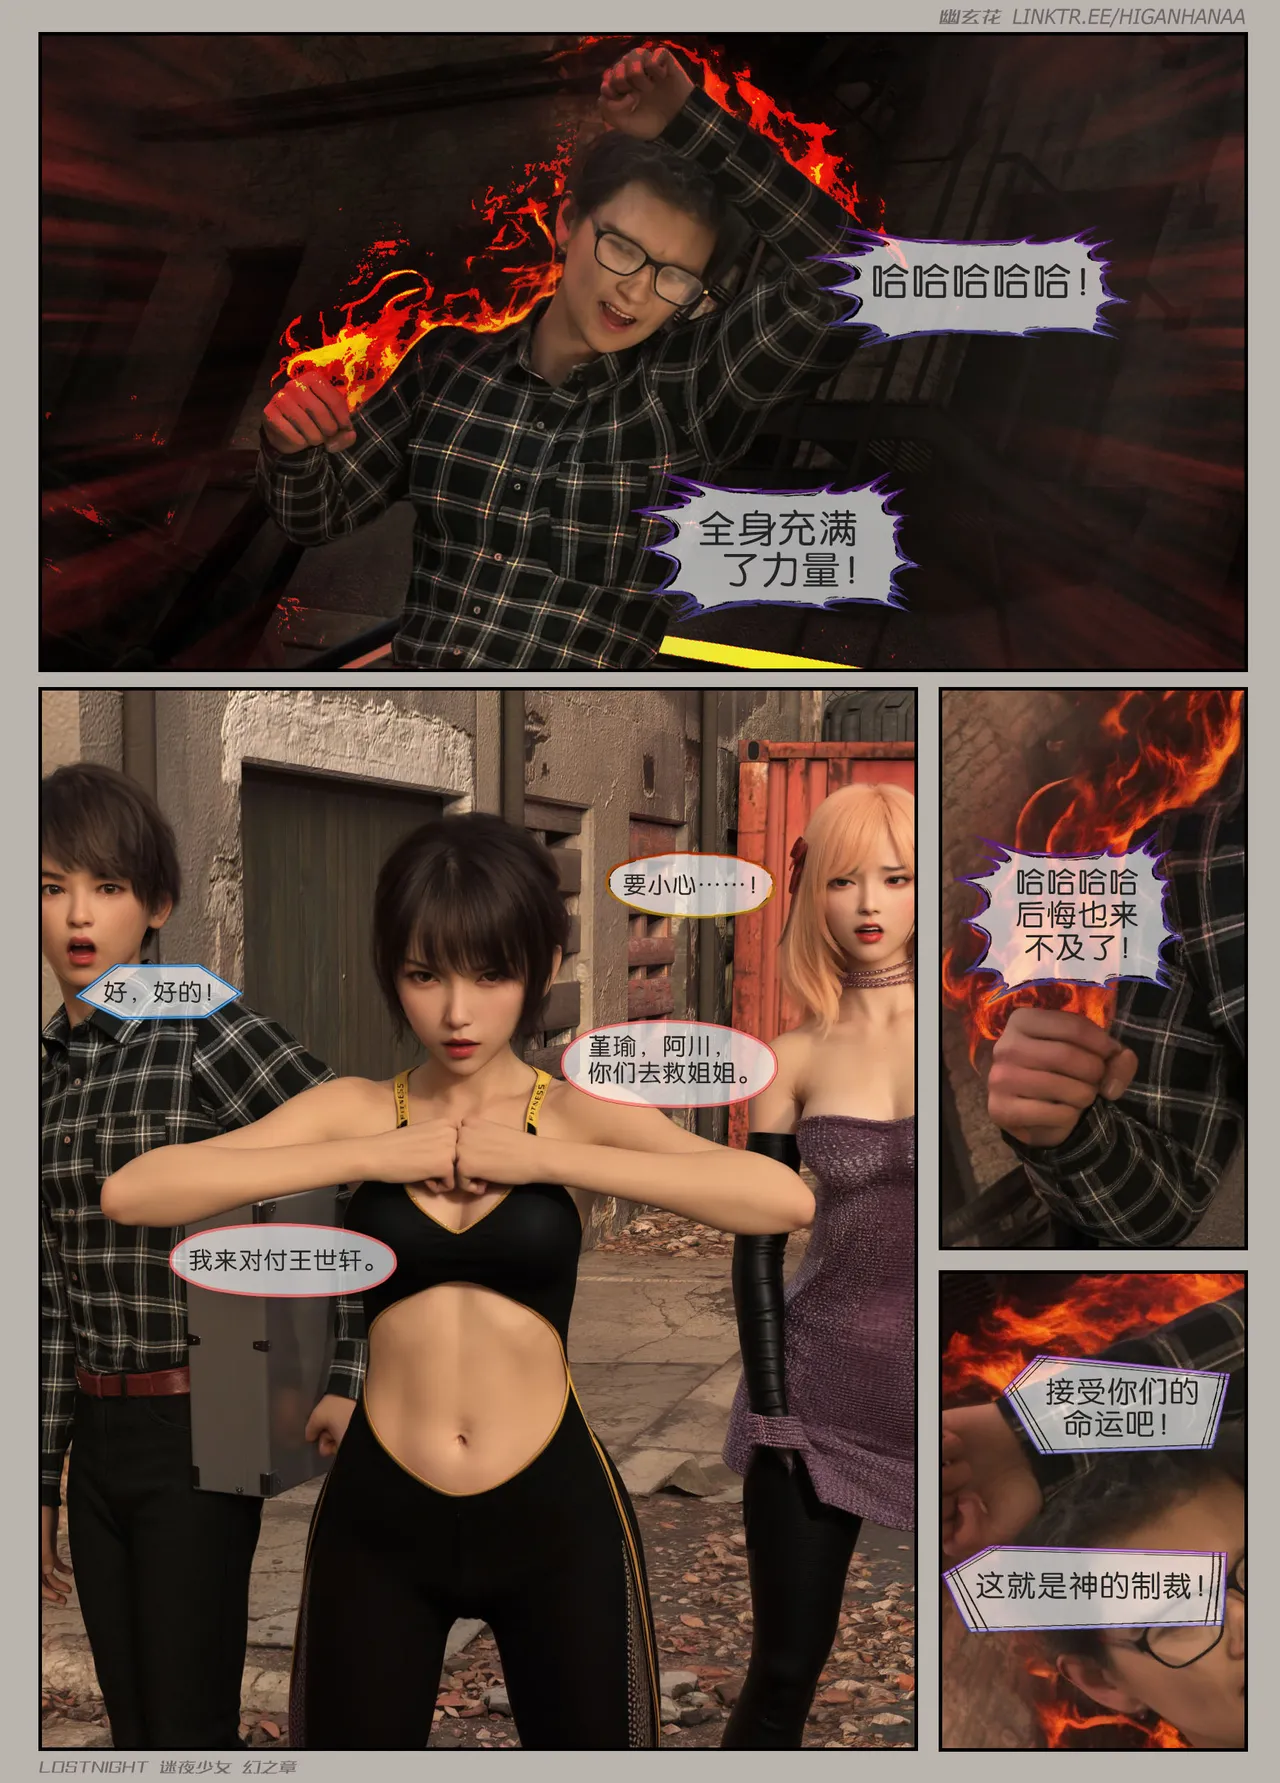 幽玄花 LINKTR.EE/HIGANHANAA
哈哈哈哈哈！
全身充满
了力量！
要小心……！
好，好的！
堇瑜，阿川，
你们去救姐姐。
我来对付王世轩。
FITNESS
FITNESS
哈哈哈哈
后悔也来
不及了！
接受你们的
命运吧！
这就是神的制裁！
LOSTNIGHT 迷夜少女 幻之章